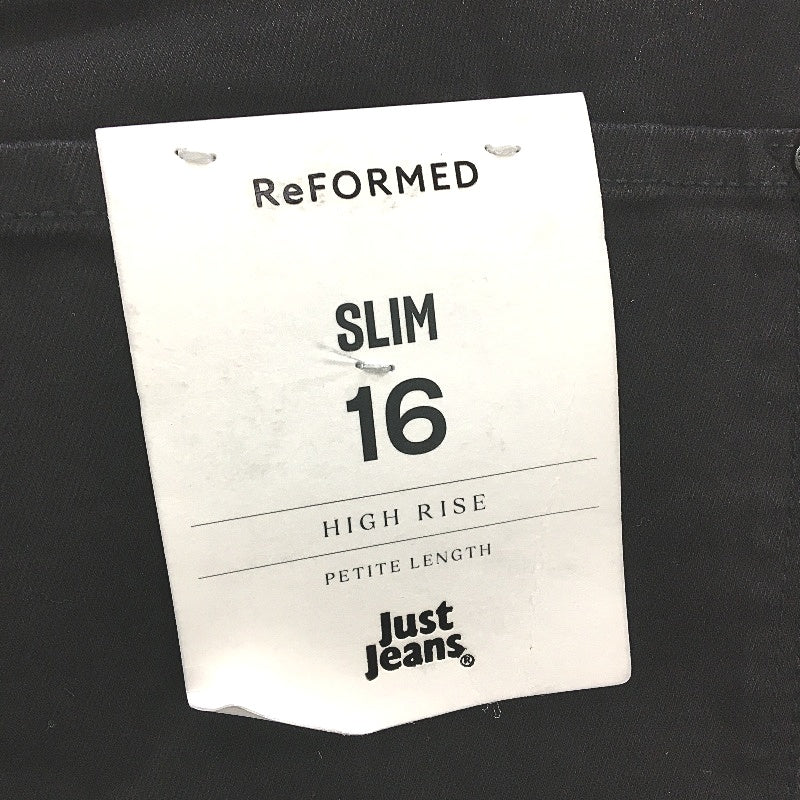 ReFORMED
SLIM
16
HIGH RISE
PETITE LENGTH
Just
Jeans®